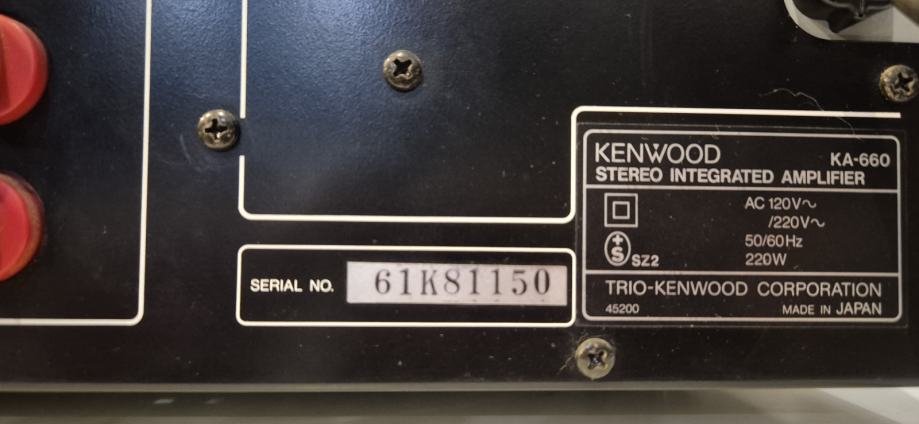 KENWOOD KA-660
STEREO INTEGRATED AMPLIFIER
AC 120V～
/220V～
50/60Hz
+S SZ2 220W
SERIAL NO. 61K81150
TRIO-KENWOOD CORPORATION
45200 MADE IN JAPAN